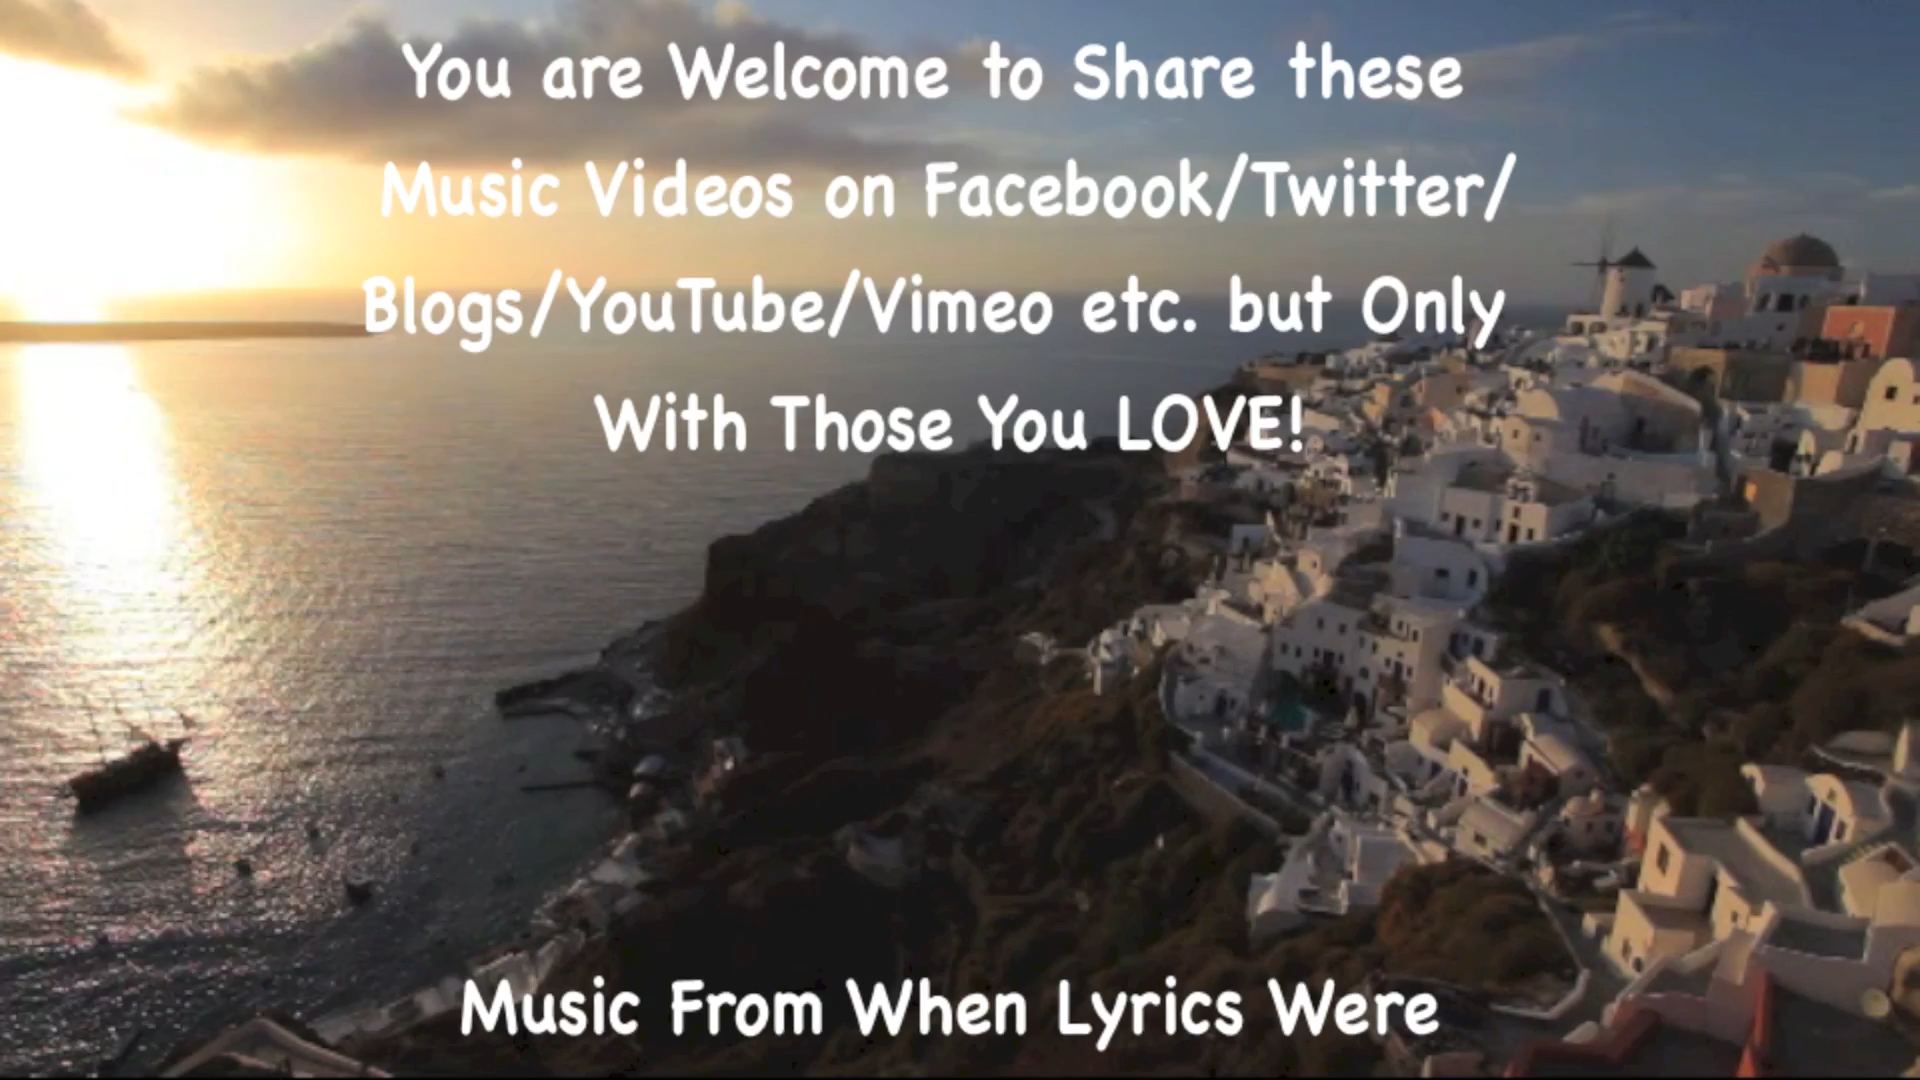 You are Welcome to Share these
Music Videos on Facebook/Twitter/
Blogs/YouTube/Vimeo etc. but Only
With Those You LOVE!
Music From When Lyrics Were